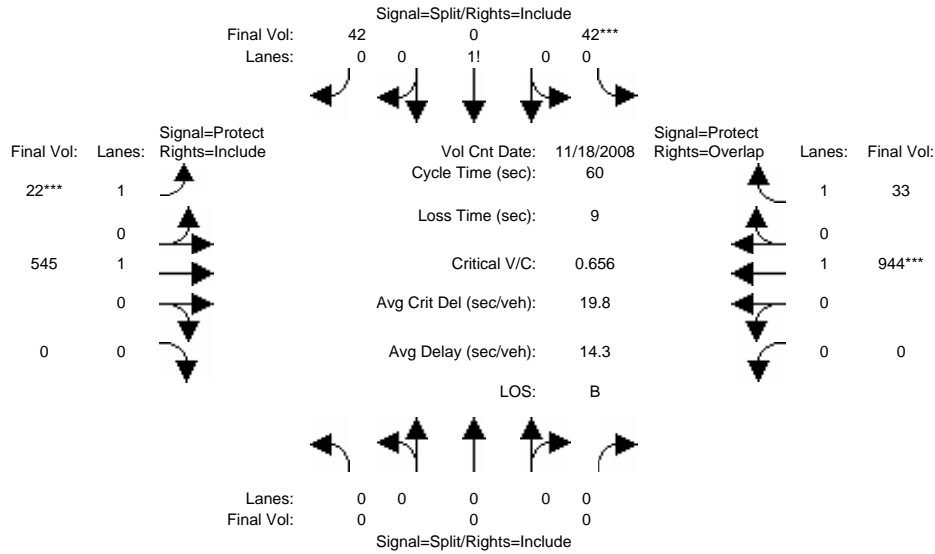 Signal=Split/Rights=Include
Final Vol: 42 0 42***
Lanes: 0 0 1! 0 0
Signal=Protect Signal=Protect
Final Vol: Lanes: Rights=Include Vol Cnt Date: 11/18/2008 Rights=Overlap Lanes: Final Vol:
Cycle Time (sec): 60
22*** 1 1 33
Loss Time (sec): 9
0 0
545 1 Critical V/C: 0.656 1 944***
0 Avg Crit Del (sec/veh): 19.8 0
0 0 Avg Delay (sec/veh): 14.3 0 0
LOS: B
Lanes: 0 0 0 0 0
Final Vol: 0 0 0
Signal=Split/Rights=Include